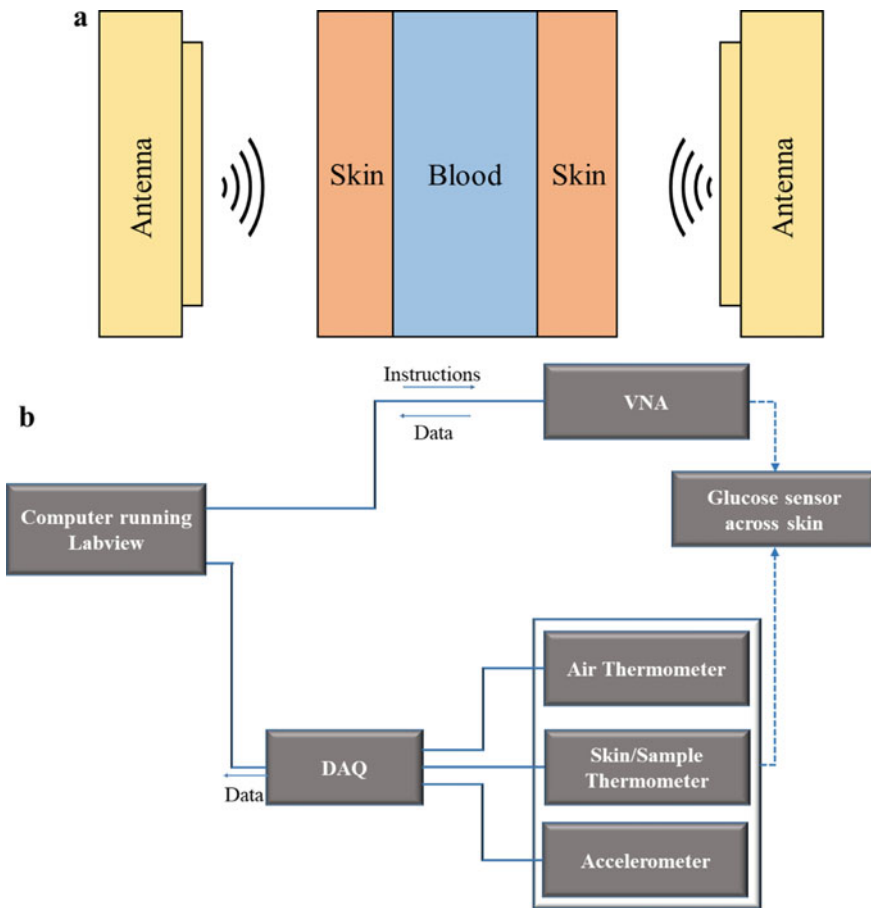 a
Antenna
Skin
Blood
Skin
Antenna
b
Instructions
Data
VNA
Glucose sensor
across skin
Computer running
Labview
Air Thermometer
DAQ
Data
Skin/Sample
Thermometer
Accelerometer